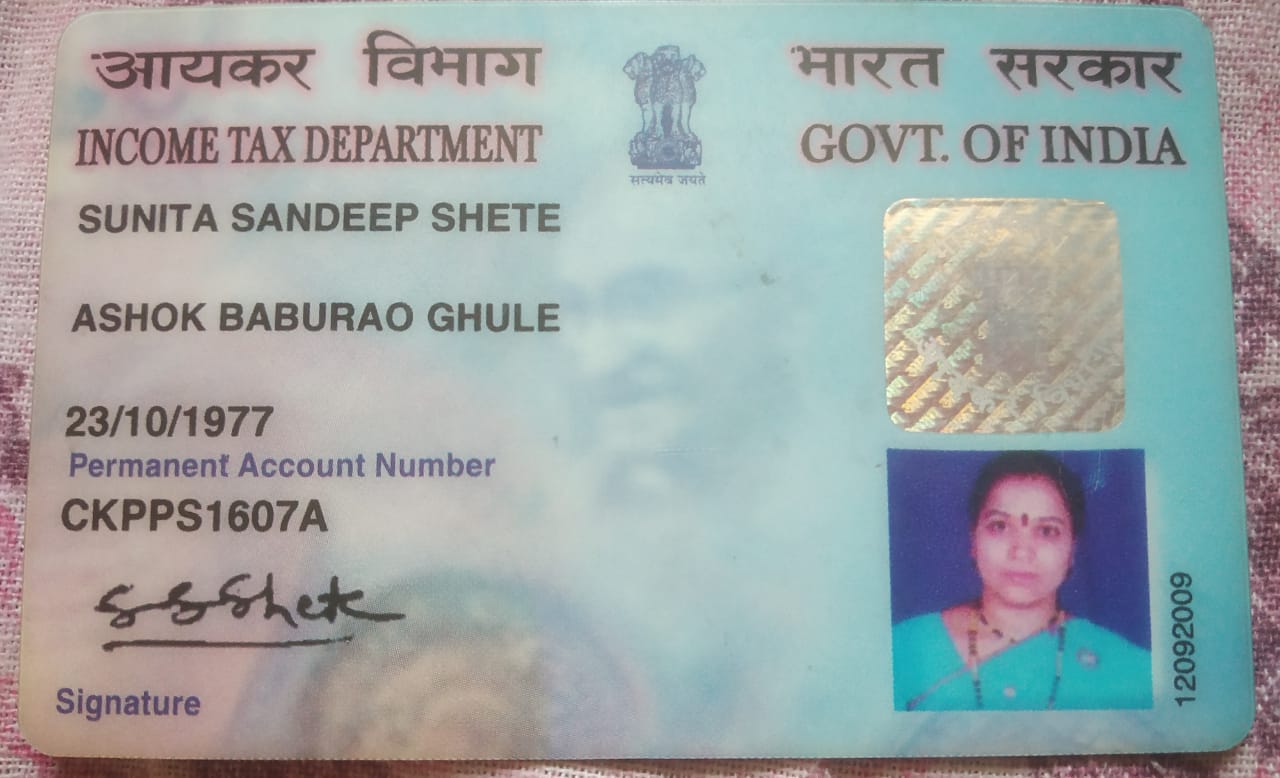 आयकर विभाग
भारत सरकार
INCOME TAX DEPARTMENT
GOVT. OF INDIA
सत्यमेव जयते
SUNITA SANDEEP SHETE
ASHOK BABURAO GHULE
23/10/1977
Permanent Account Number
CKPPS1607A
S S Shete
Signature
12092009